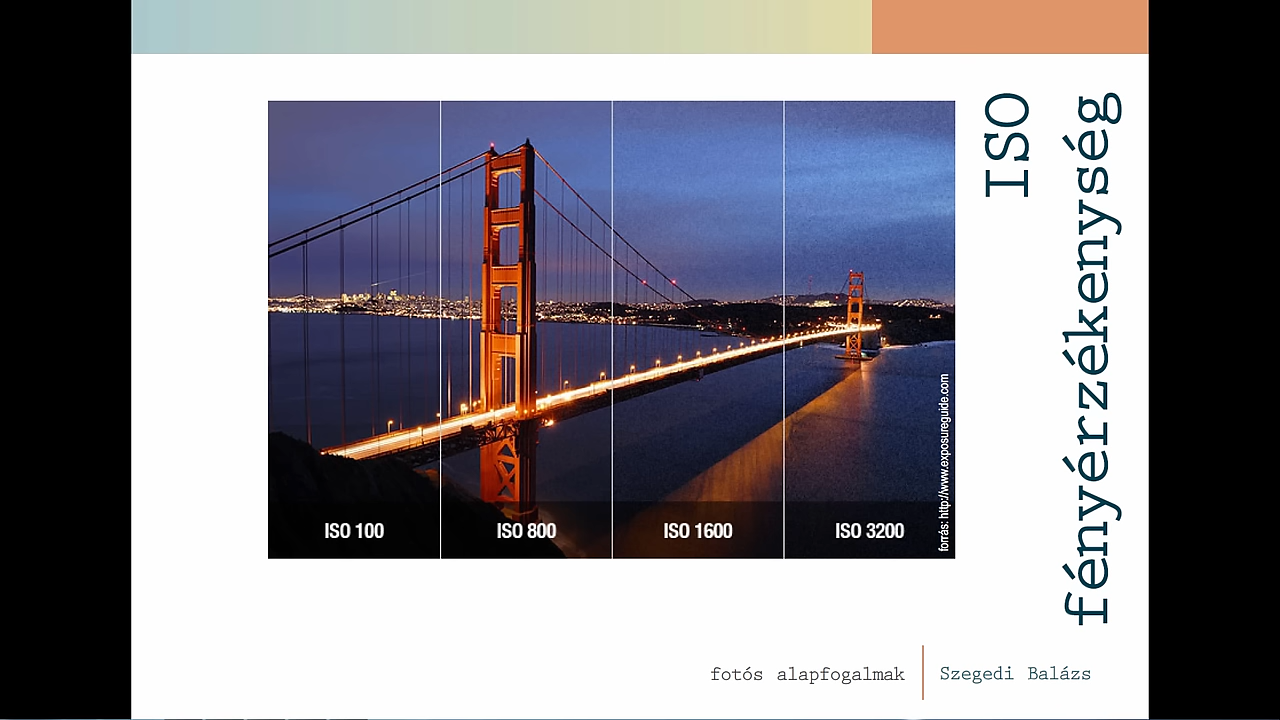 ISO
fényérzékenység
ISO 100
ISO 800
ISO 1600
ISO 3200
forrás: http://www.exposureguide.com
fotós alapfogalmak
Szegedi Balázs